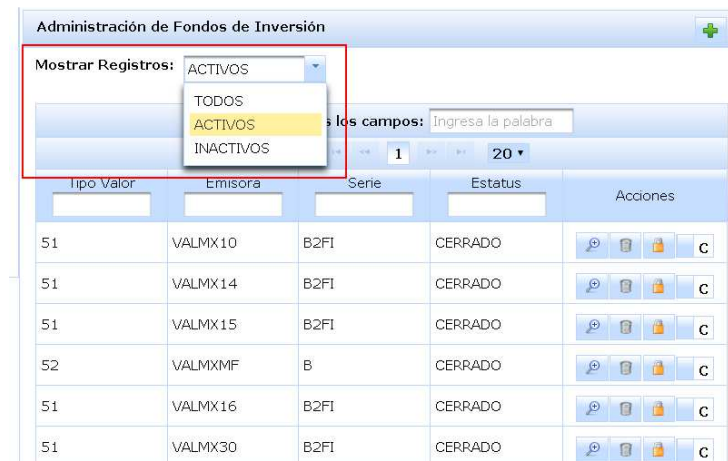 Administración de Fondos de Inversión
Mostrar Registros: ACTIVOS
TODOS
ACTIVOS
INACTIVOS
los campos: Ingresa la palabra
1 20
Tipo Valor Emisora Serie Estatus Acciones
51 VALMX10 B2FI CERRADO C
51 VALMX14 B2FI CERRADO C
51 VALMX15 B2FI CERRADO C
52 VALMXMF B CERRADO C
51 VALMX16 B2FI CERRADO C
51 VALMX30 B2FI CERRADO C